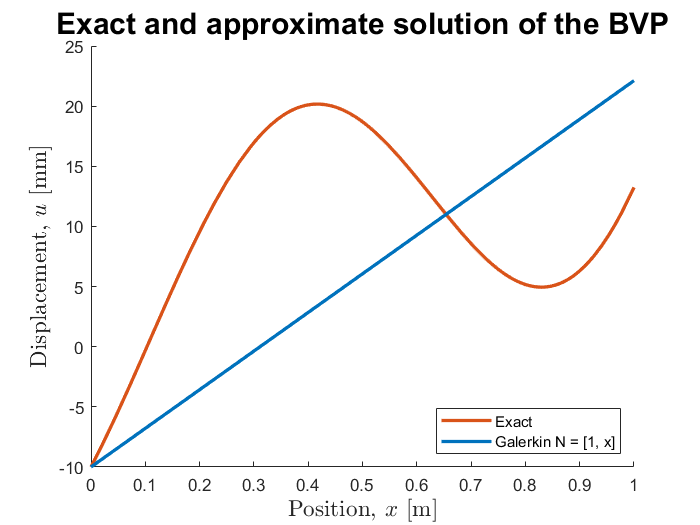 Exact and approximate solution of the BVP
25
20
15
10
5
0
-5
-10
Displacement, u [mm]
Exact
Galerkin N = [1, x]
0 0.1 0.2 0.3 0.4 0.5 0.6 0.7 0.8 0.9 1
Position, x [m]